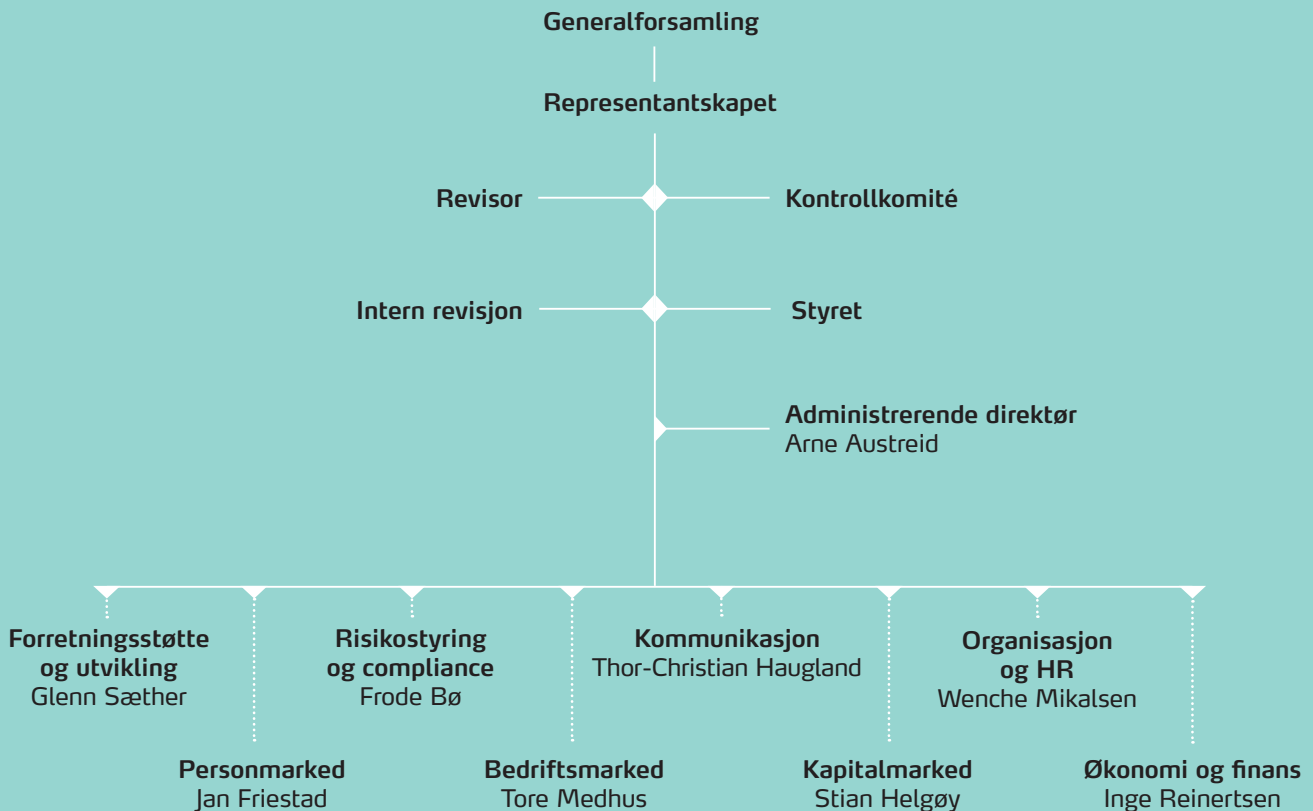 Generalforsamling
Representantskapet
Revisor
Kontrollkomité
Intern revisjon
Styret
Administrerende direktør
Arne Austreid
Forretningsstøtte
og utvikling
Glenn Sæther
Risikostyring
og compliance
Frode Bø
Kommunikasjon
Thor-Christian Haugland
Organisasjon
og HR
Wenche Mikalsen
Personmarked
Jan Friestad
Bedriftsmarked
Tore Medhus
Kapitalmarked
Stian Helgøy
Økonomi og finans
Inge Reinertsen